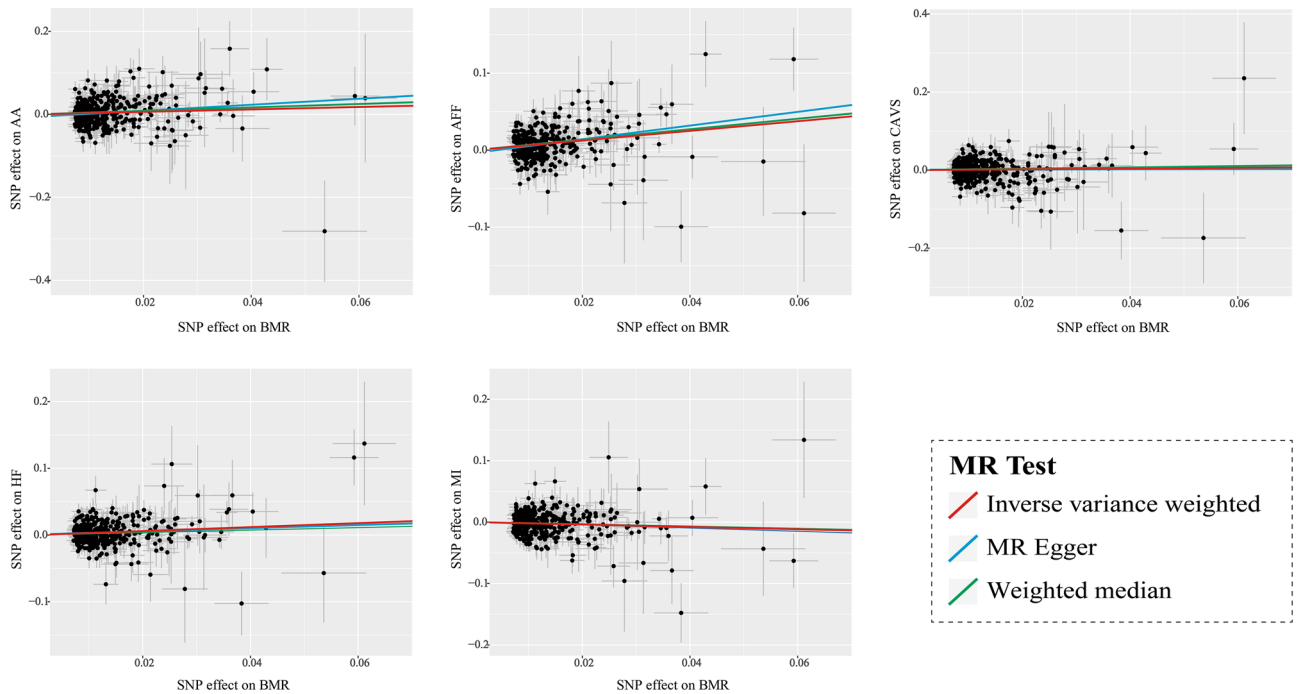 0.2
0.0
−0.2
−0.4
SNP effect on AA
0.02
0.04
0.06
SNP effect on BMR
0.1
0.0
−0.1
SNP effect on AFF
0.02
0.04
0.06
SNP effect on BMR
0.4
0.2
0.0
−0.2
SNP effect on CAVS
0.02
0.04
0.06
SNP effect on BMR
0.2
0.1
0.0
−0.1
SNP effect on HF
0.02
0.04
0.06
SNP effect on BMR
0.2
0.1
0.0
−0.1
−0.2
SNP effect on MI
0.02
0.04
0.06
SNP effect on BMR
MR Test
Inverse variance weighted
MR Egger
Weighted median